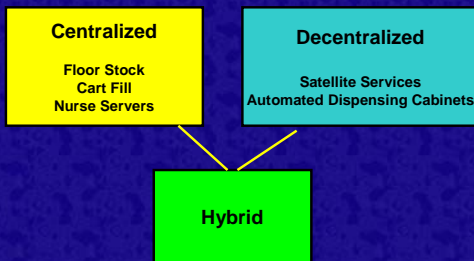 Centralized
Floor Stock
Cart Fill
Nurse Servers
Decentralized
Satellite Services
Automated Dispensing Cabinets
Hybrid